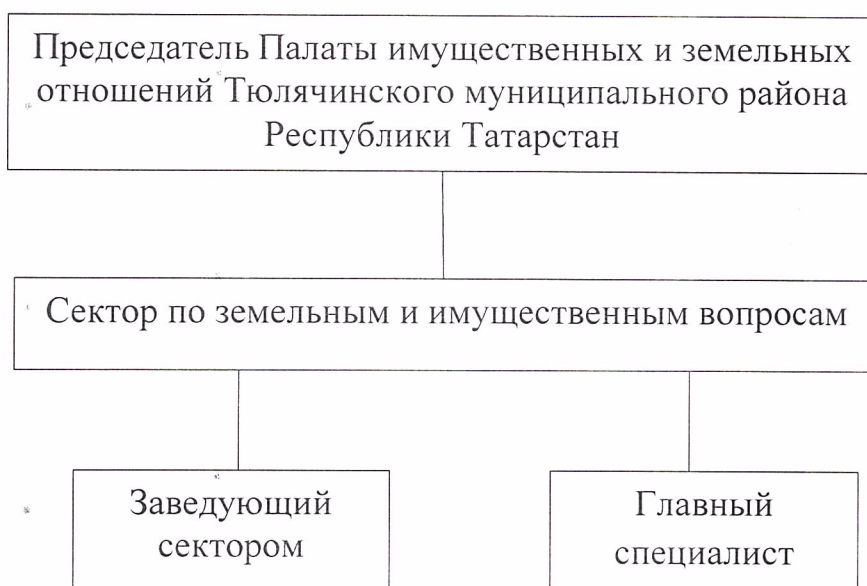 Председатель Палаты имущественных и земельных
отношений Тюлячинского муниципального района
Республики Татарстан
Сектор по земельным и имущественным вопросам
Заведующий
сектором
Главный
специалист